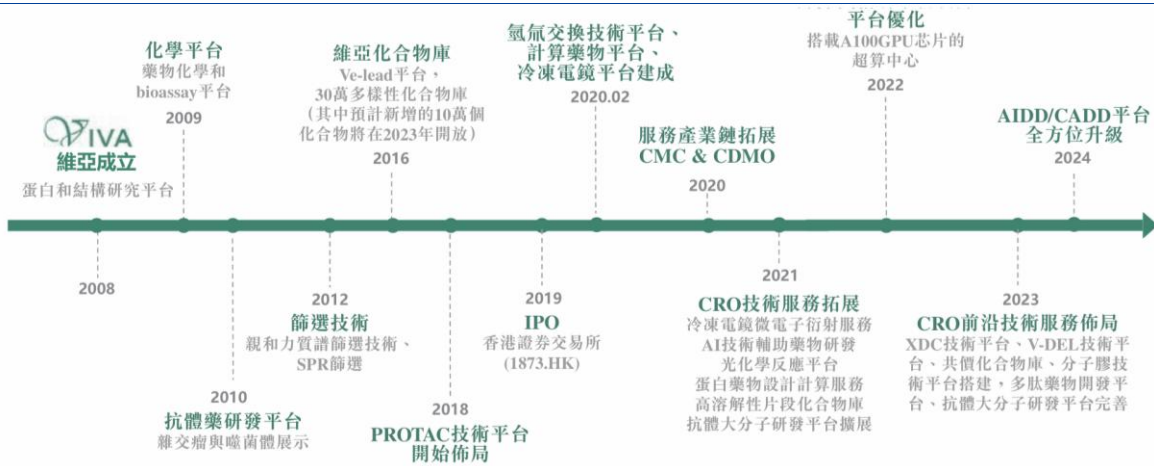 VIVA
維亞成立
蛋白和結構研究平台
2008
化學平台
藥物化學和
bioassay平台
2009
2010
抗體藥研發平台
雜交瘤與噬菌體展示
2012
篩選技術
親和力質譜篩選技術、
SPR篩選
維亞化合物庫
Ve-lead平台，
30萬多樣性化合物庫
（其中預計新增的10萬個
化合物將在2023年開放）
2016
2018
PROTAC技術平台
開始佈局
2019
IPO
香港證券交易所
(1873.HK)
氫氘交換技術平台、
計算藥物平台、
冷凍電鏡平台建成
2020.02
服務產業鏈拓展
CMC & CDMO
2020
2021
CRO技術服務拓展
冷凍電鏡微電子衍射服務
AI技術輔助藥物研發
光化學反應平台
蛋白藥物設計計算服務
高溶解性片段化合物庫
抗體大分子研發平台擴展
平台優化
搭載A100GPU芯片的
超算中心
2022
2023
CRO前沿技術服務佈局
XDC技術平台、V-DEL技術平
台、共價化合物庫、分子膠技
術平台搭建，多肽藥物開發平
台、抗體大分子研發平台完善
AIDD/CADD平台
全方位升級
2024